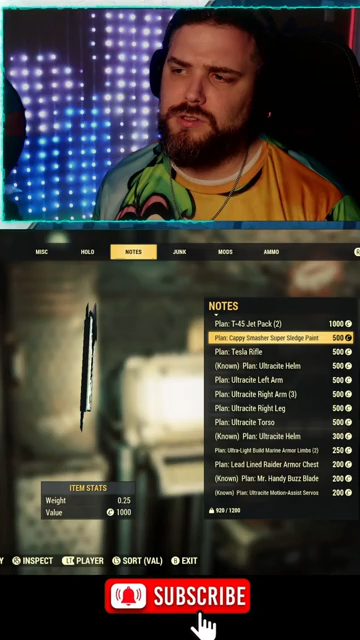 MISC HOLO NOTES JUNK MODS AMMO
NOTES
Plan: T-45 Jet Pack (2) 1000
Plan: Cappy Smasher Super Sledge Paint 500
Plan: Tesla Rifle 500
(Known) Plan: Ultracite Helm 500
Plan: Ultracite Left Arm 500
Plan: Ultracite Right Arm (3) 500
Plan: Ultracite Right Leg 500
Plan: Ultracite Torso 500
(Known) Plan: Ultracite Helm 300
Plan: Ultra-Light Build Marine Armor Limbs (2) 250
Plan: Lead Lined Raider Armor Chest 200
(Known) Plan: Mr. Handy Buzz Blade 200
(Known) Plan: Ultracite Motion-Assist Servos 200
920 / 1200
ITEM STATS
Weight 0.25
Value 1000
Y R INSPECT LT PLAYER LS SORT (VAL) B EXIT
SUBSCRIBE